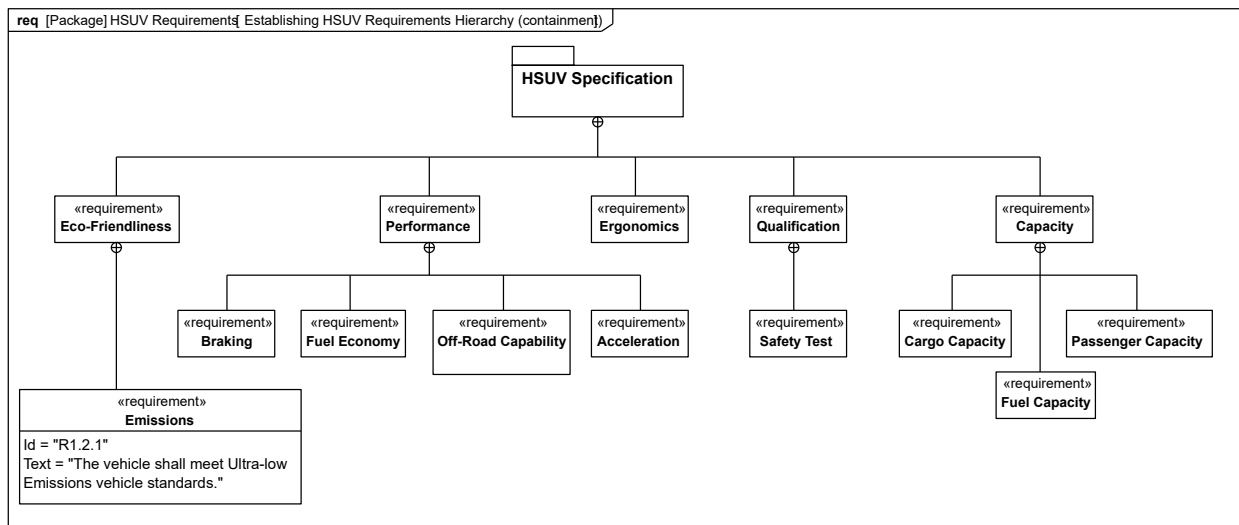 req [Package] HSUV Requirements[ Establishing HSUV Requirements Hierarchy (containment)]
HSUV Specification
«requirement»
Eco-Friendliness
«requirement»
Performance
«requirement»
Ergonomics
«requirement»
Qualification
«requirement»
Capacity
«requirement»
Braking
«requirement»
Fuel Economy
«requirement»
Off-Road Capability
«requirement»
Acceleration
«requirement»
Safety Test
«requirement»
Cargo Capacity
«requirement»
Passenger Capacity
«requirement»
Fuel Capacity
«requirement»
Emissions
Id = "R1.2.1"
Text = "The vehicle shall meet Ultra-low
Emissions vehicle standards."